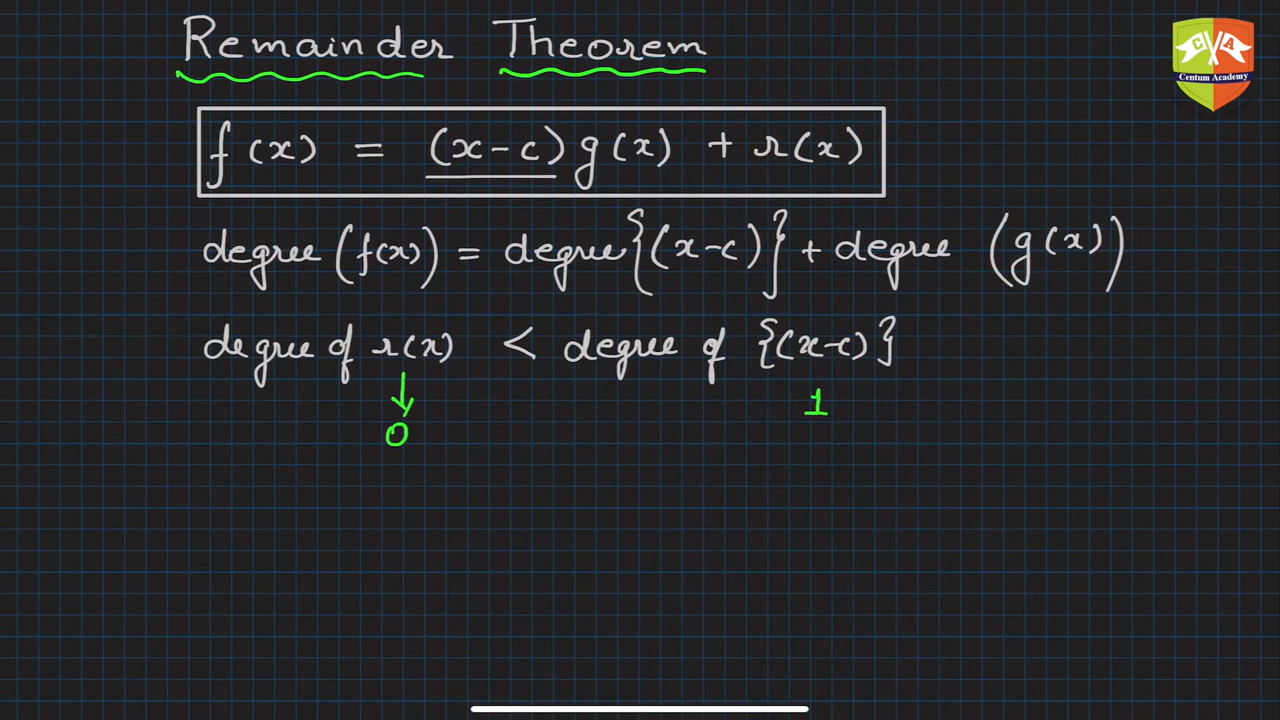 Remainder Theorem
C A
Centum Academy
f(x) = (x-c) g(x) + r(x)
degree (f(x)) = degree{(x-c)} + degree (g(x))
degree of r(x) < degree of {(x-c)}
↓ 1
0